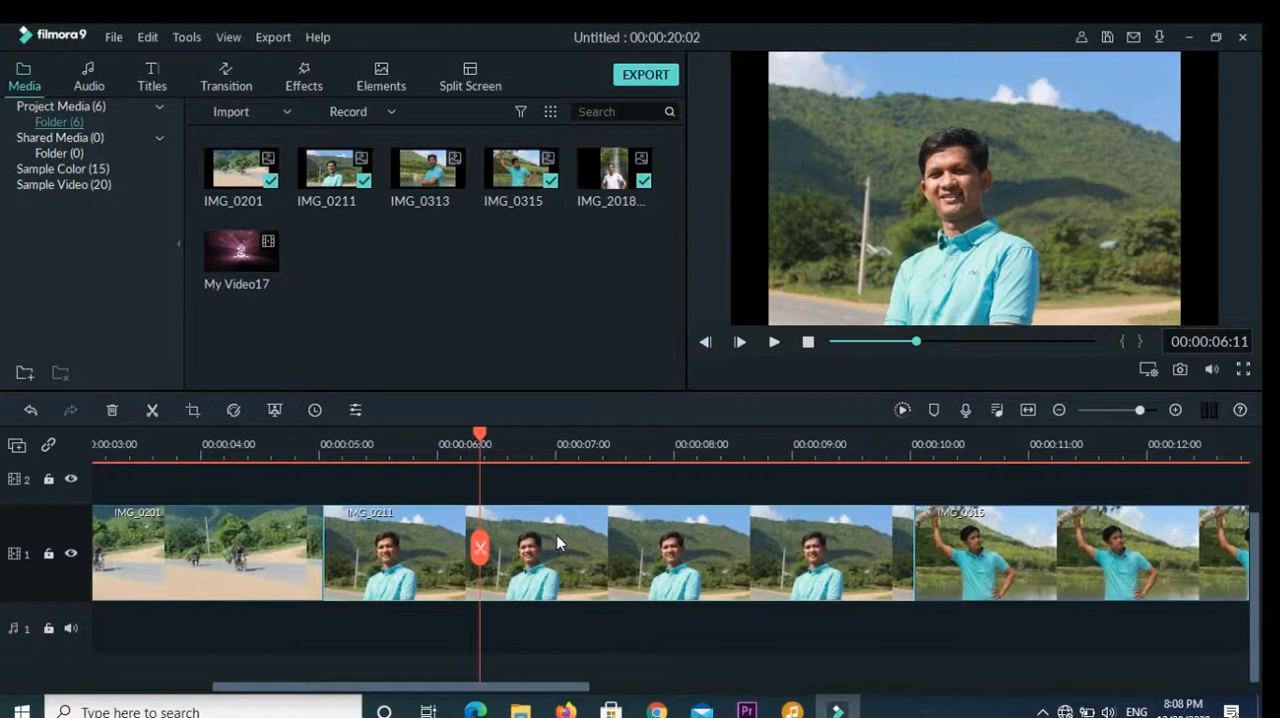 filmora9 File Edit Tools View Export Help Untitled : 00:00:20:02
Media Audio Titles Transition Effects Elements Split Screen EXPORT
Project Media (6)
Folder (6)
Shared Media (0)
Folder (0)
Sample Color (15)
Sample Video (20)
Import Record Search
IMG_0201 IMG_0211 IMG_0313 IMG_0315 IMG_2018...
My Video17
00:00:06:11
00:00:03:00 00:00:04:00 00:00:05:00 00:00:06:00 00:00:07:00 00:00:08:00 00:00:09:00 00:00:10:00 00:00:11:00 00:00:12:00
2
IMG_0201 IMG_0211 IMG_0315
1
1
Type here to search Pr ENG 8:08 PM